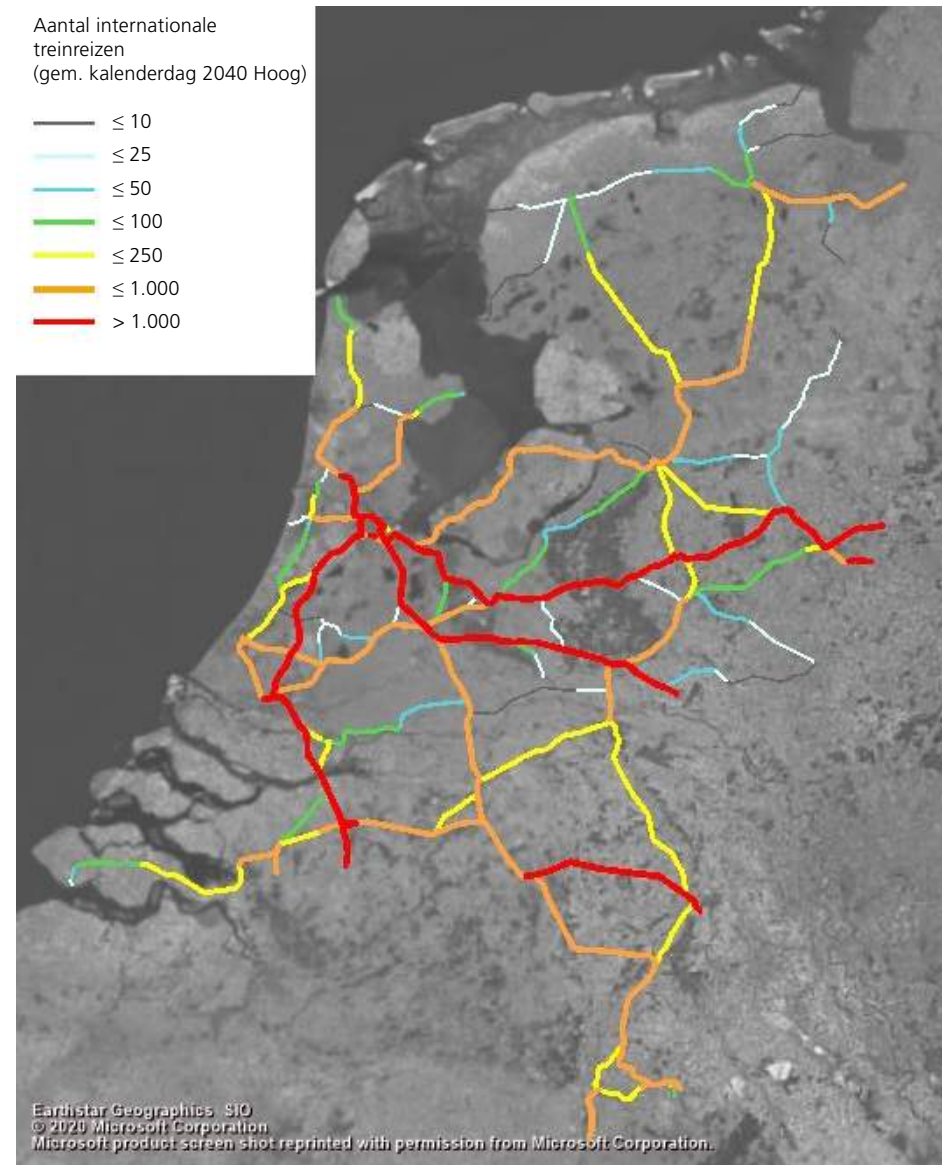 Aantal internationale
treinreizen
(gem. kalenderdag 2040 Hoog)
≤ 10
≤ 25
≤ 50
≤ 100
≤ 250
≤ 1.000
> 1.000
Earthstar Geographics SIO
© 2020 Microsoft Corporation
Microsoft product screen shot reprinted with permission from Microsoft Corporation.